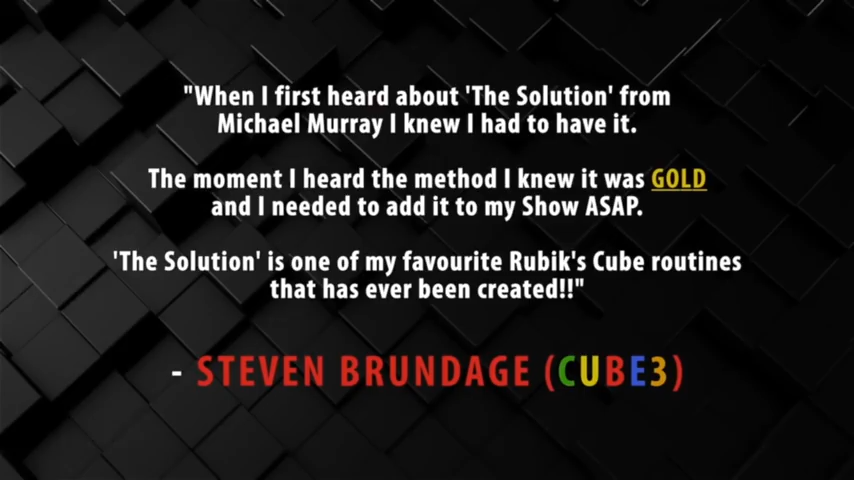 "When I first heard about 'The Solution' from
Michael Murray I knew I had to have it.
The moment I heard the method I knew it was GOLD
and I needed to add it to my Show ASAP.
'The Solution' is one of my favourite Rubik's Cube routines
that has ever been created!!"
- STEVEN BRUNDAGE (CUBE3)